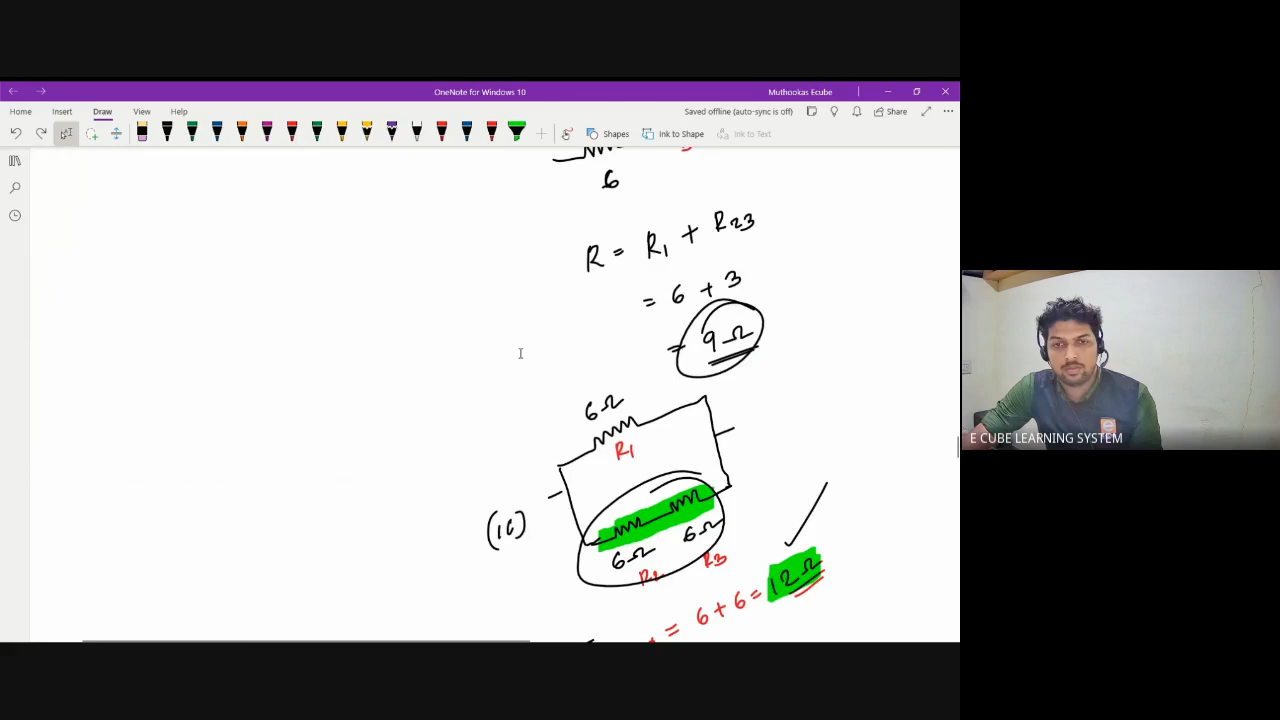 OneNote for Windows 10
Muthookas Ecube
Home Insert Draw View Help
Saved offline (auto-sync is off)
Share
Shapes
Ink to Shape
Ink to Text
6
R = R1 + R23
= 6 + 3
= 9Ω
6Ω
R1
(ii)
6Ω 6Ω
R2 R3
= 6 + 6 = 12Ω
E CUBE LEARNING SYSTEM